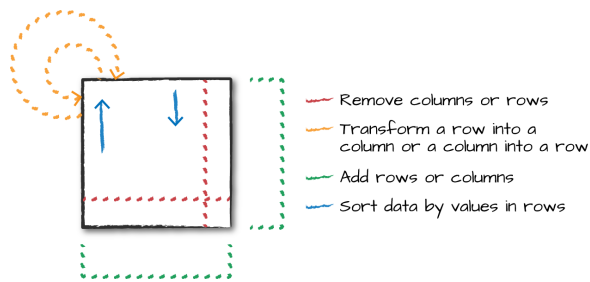 Remove columns or rows
Transform a row into a
column or a column into a row
Add rows or columns
Sort data by values in rows